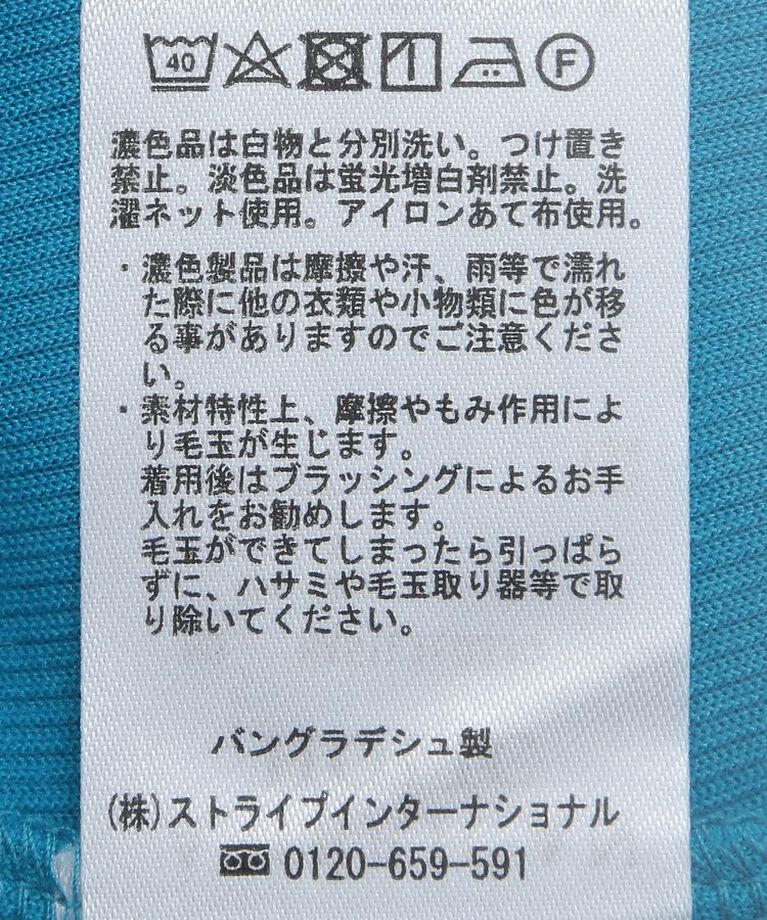 40 F
濃色品は白物と分別洗い。つけ置き
禁止。淡色品は蛍光増白剤禁止。洗
濯ネット使用。アイロンあて布使用。
・濃色製品は摩擦や汗、雨等で濡れ
た際に他の衣類や小物類に色が移
る事がありますのでご注意くださ
い。
・素材特性上、摩擦やもみ作用によ
り毛玉が生じます。
着用後はブラッシングによるお手
入れをお勧めします。
毛玉ができてしまったら引っぱら
ずに、ハサミや毛玉取り器等で取
り除いてください。
バングラデシュ製
(株)ストライプインターナショナル
0120-659-591